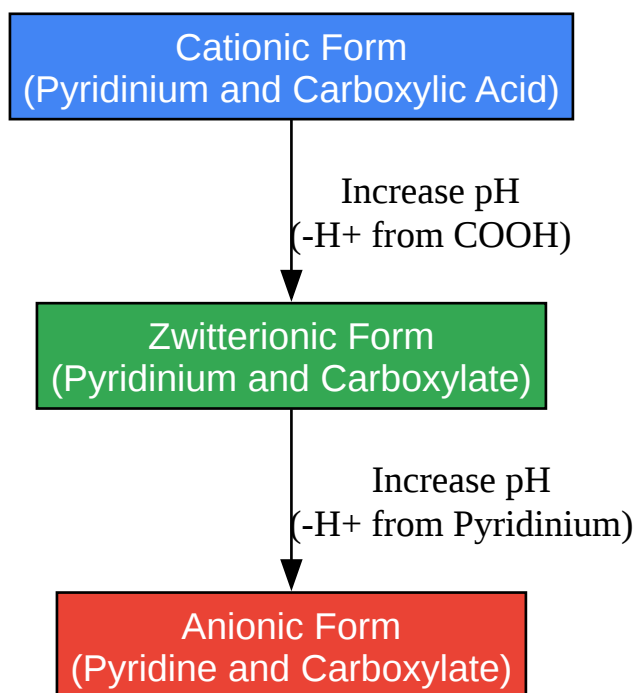 Cationic Form
(Pyridinium and Carboxylic Acid)
Increase pH
(-H+ from COOH)
Zwitterionic Form
(Pyridinium and Carboxylate)
Increase pH
(-H+ from Pyridinium)
Anionic Form
(Pyridine and Carboxylate)